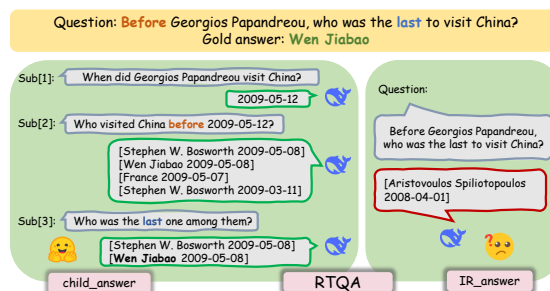 Question: Before Georgios Papandreou, who was the last to visit China?
Gold answer: Wen Jiabao
Sub[1]: When did Georgios Papandreou visit China?
2009-05-12
Sub[2]: Who visited China before 2009-05-12?
[Stephen W. Bosworth 2009-05-08]
[Wen Jiabao 2009-05-08]
[France 2009-05-07]
[Stephen W. Bosworth 2009-03-11]
Sub[3]: Who was the last one among them?
[Stephen W. Bosworth 2009-05-08]
[Wen Jiabao 2009-05-08]
child_answer
RTQA
Question:
Before Georgios Papandreou,
who was the last to visit China?
[Aristovoulos Spiliotopoulos
2008-04-01]
IR_answer